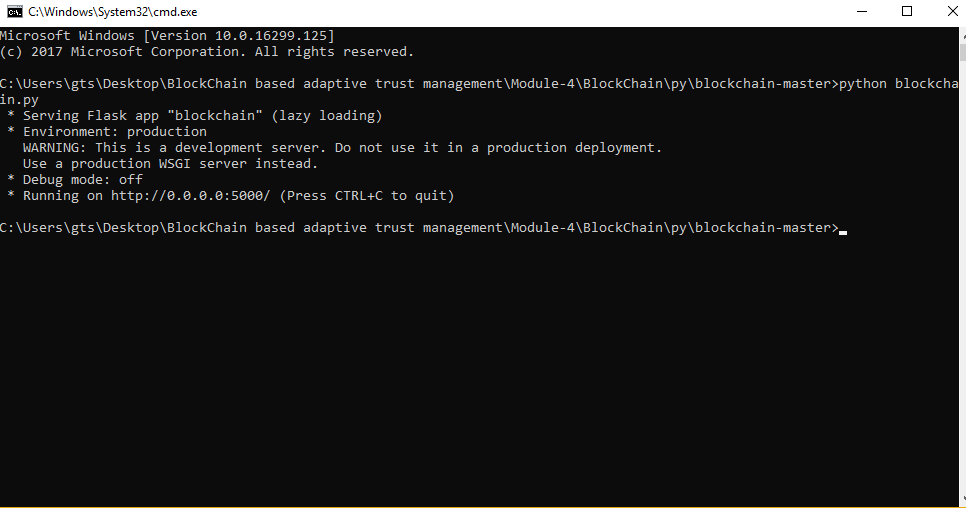 C:\Windows\System32\cmd.exe
Microsoft Windows [Version 10.0.16299.125]
(c) 2017 Microsoft Corporation. All rights reserved.
C:\Users\gts\Desktop\BlockChain based adaptive trust management\Module-4\BlockChain\py\blockchain-master>python blockcha
in.py
* Serving Flask app "blockchain" (lazy loading)
* Environment: production
WARNING: This is a development server. Do not use it in a production deployment.
Use a production WSGI server instead.
* Debug mode: off
* Running on http://0.0.0.0:5000/ (Press CTRL+C to quit)
C:\Users\gts\Desktop\BlockChain based adaptive trust management\Module-4\BlockChain\py\blockchain-master>